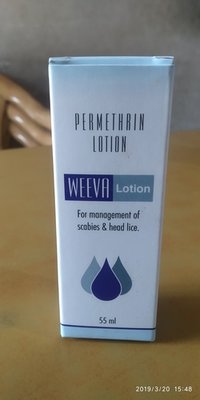 PERMETHRIN
LOTION
WEEVA Lotion
For management of
scabies & head lice.
55 ml
2019/3/20 15:48